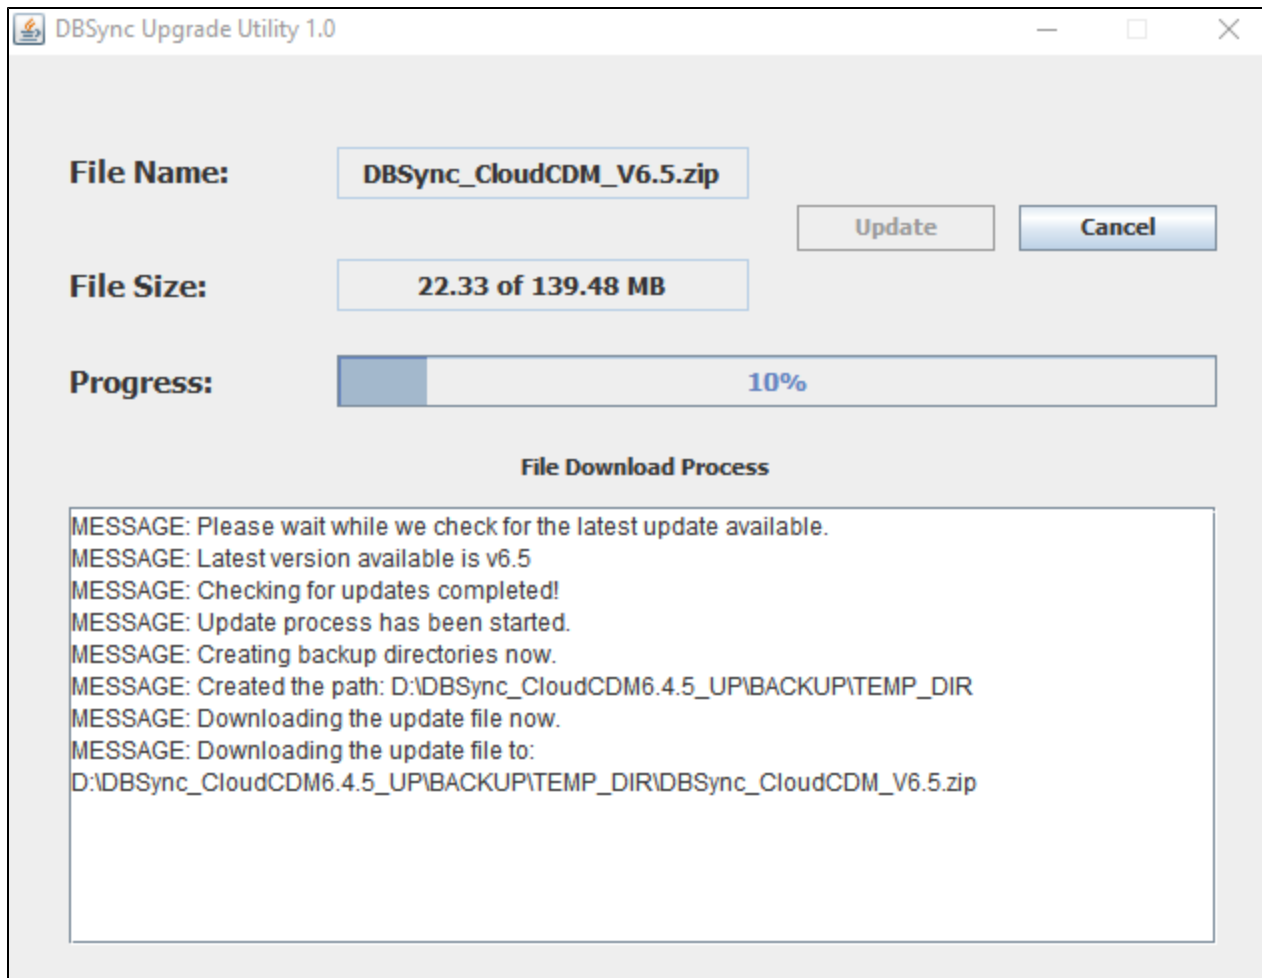 DBSync Upgrade Utility 1.0
File Name:
DBSync_CloudCDM_V6.5.zip
Update
Cancel
File Size:
22.33 of 139.48 MB
Progress:
10%
File Download Process
MESSAGE: Please wait while we check for the latest update available.
MESSAGE: Latest version available is v6.5
MESSAGE: Checking for updates completed!
MESSAGE: Update process has been started.
MESSAGE: Creating backup directories now.
MESSAGE: Created the path: D:\DBSync_CloudCDM6.4.5_UP\BACKUP\TEMP_DIR
MESSAGE: Downloading the update file now.
MESSAGE: Downloading the update file to:
D:\DBSync_CloudCDM6.4.5_UP\BACKUP\TEMP_DIR\DBSync_CloudCDM_V6.5.zip